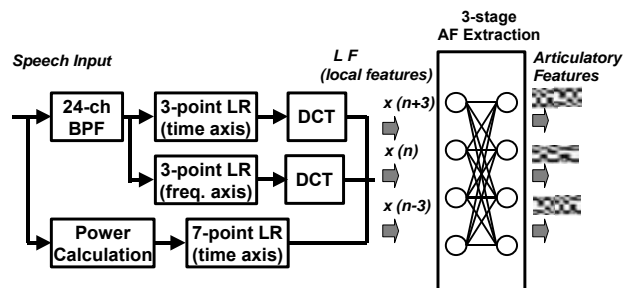 3-stage
AF Extraction
Speech Input
L F
(local features)
Articulatory
Features
24-ch
BPF
3-point LR
(time axis)
DCT
x (n+3)
3-point LR
(freq. axis)
DCT
x (n)
Power
Calculation
7-point LR
(time axis)
x (n-3)